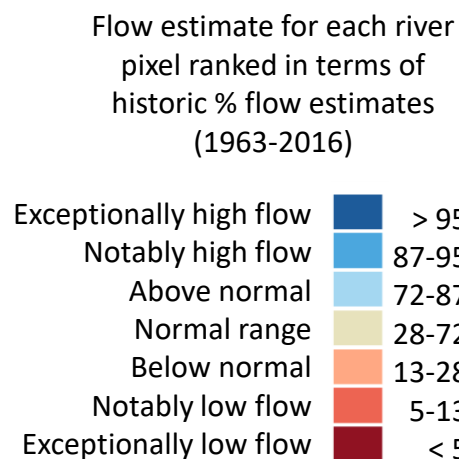 Flow estimate for each river
pixel ranked in terms of
historic % flow estimates
(1963-2016)
Exceptionally high flow > 95
Notably high flow 87-95
Above normal 72-87
Normal range 28-72
Below normal 13-28
Notably low flow 5-13
Exceptionally low flow < 5